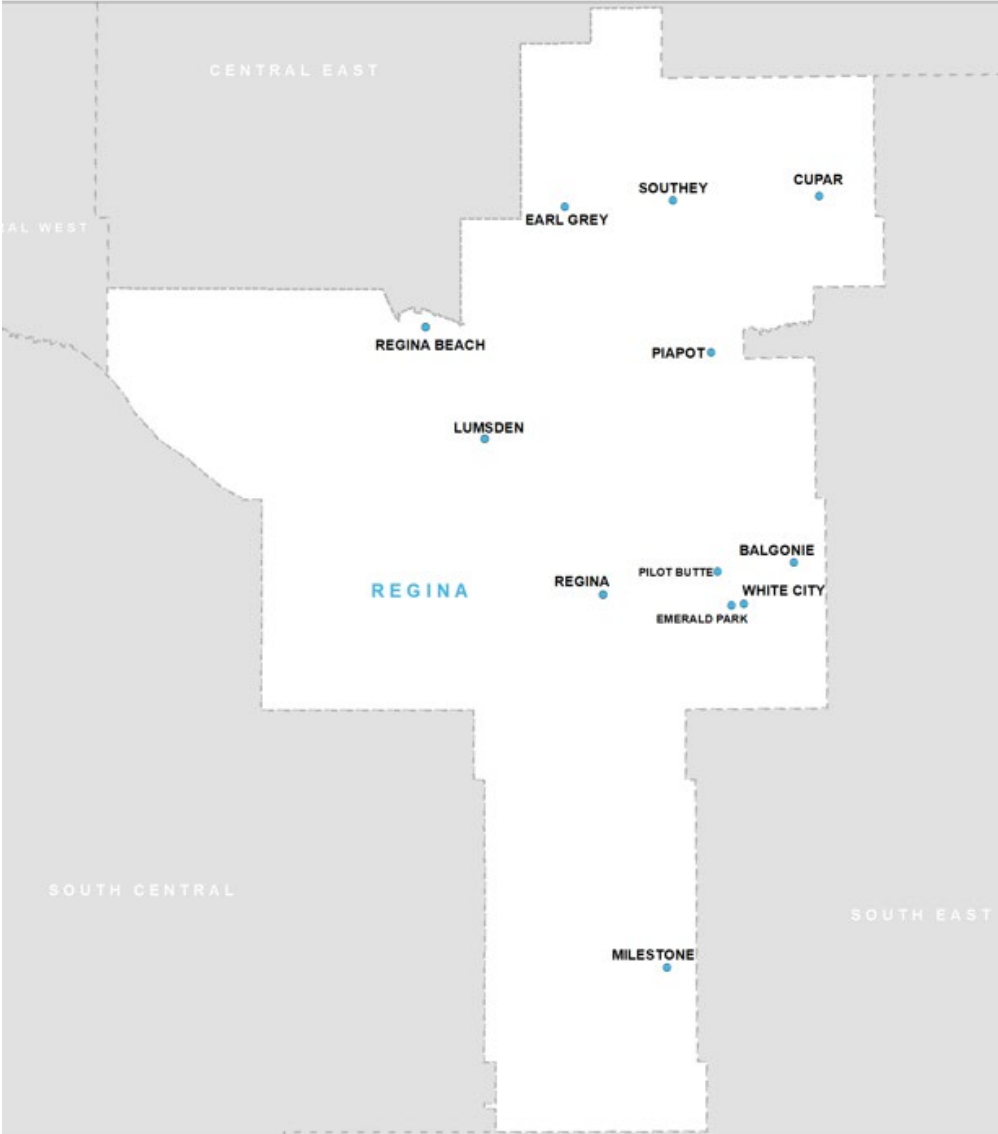 CENTRAL EAST
CUPAR
SOUTHEY
EARL GREY
AL WEST
REGINA BEACH
PIAPOT
LUMSDEN
BALGONIE
PILOT BUTTE
REGINA
REGINA
WHITE CITY
EMERALD PARK
SOUTH CENTRAL
SOUTH EAST
MILESTONE